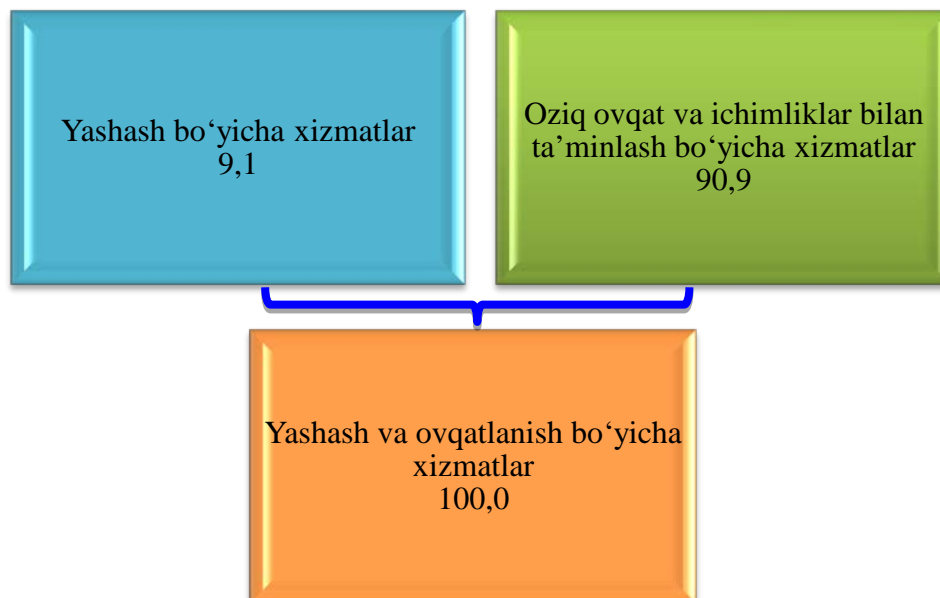 Yashash bo‘yicha xizmatlar
9,1
Oziq ovqat va ichimliklar bilan
ta’minlash bo‘yicha xizmatlar
90,9
Yashash va ovqatlanish bo‘yicha
xizmatlar
100,0